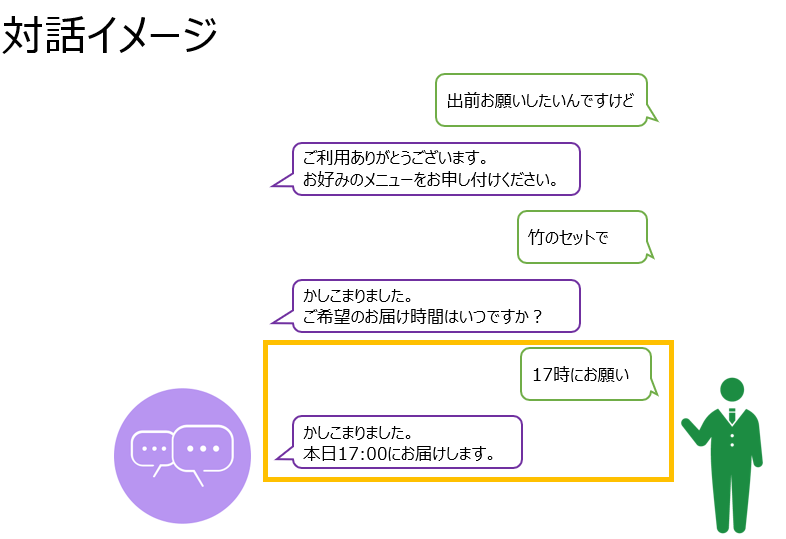 対話イメージ
出前お願いしたいんですけど
ご利用ありがとうございます。
お好みのメニューをお申し付けください。
竹のセットで
かしこまりました。
ご希望のお届け時間はいつですか？
17時にお願い
かしこまりました。
本日17:00にお届けします。